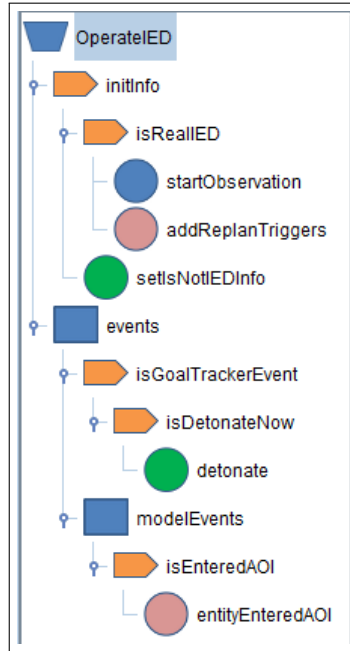 OperateIED
initInfo
isRealIED
startObservation
addReplanTriggers
setIsNotIEDInfo
events
isGoalTrackerEvent
isDetonateNow
detonate
modelEvents
isEnteredAOI
entityEnteredAOI